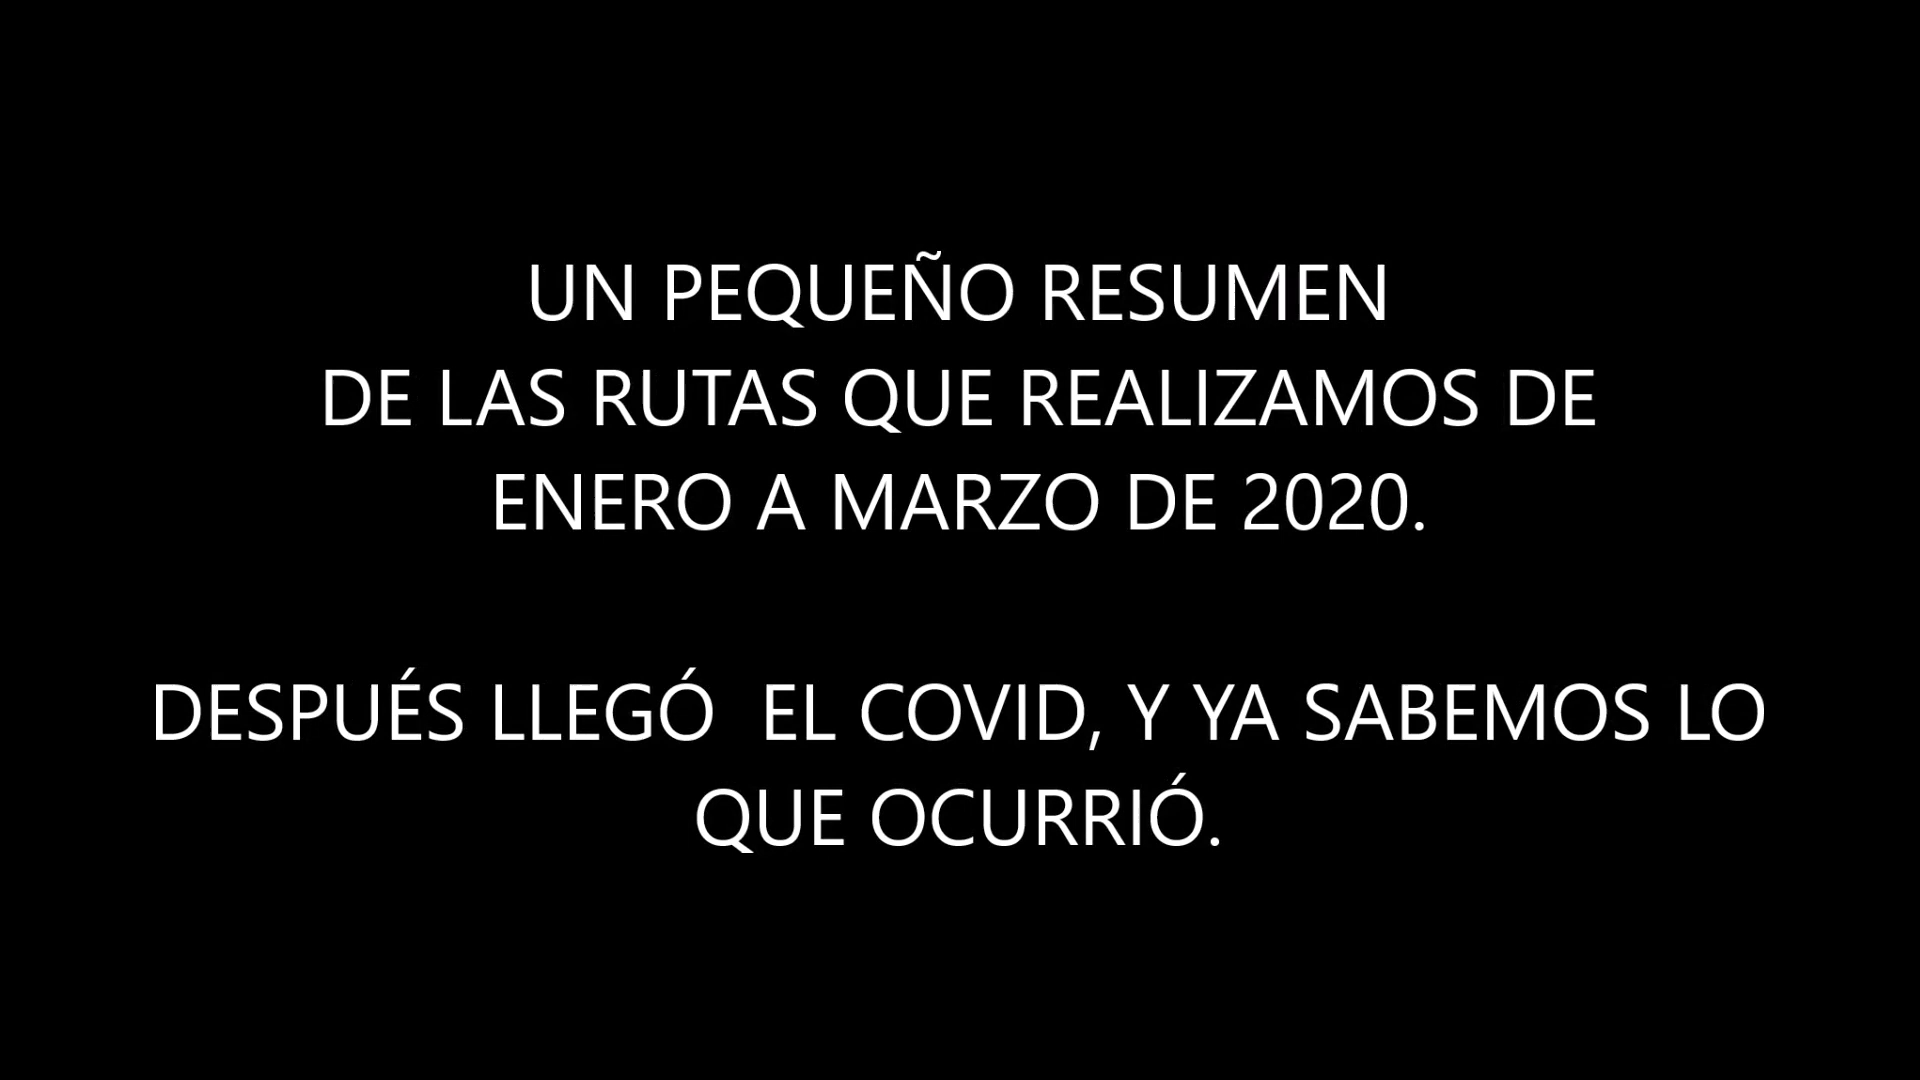 UN PEQUEÑO RESUMEN
DE LAS RUTAS QUE REALIZAMOS DE
ENERO A MARZO DE 2020.
DESPUÉS LLEGÓ  EL COVID, Y YA SABEMOS LO
QUE OCURRIÓ.